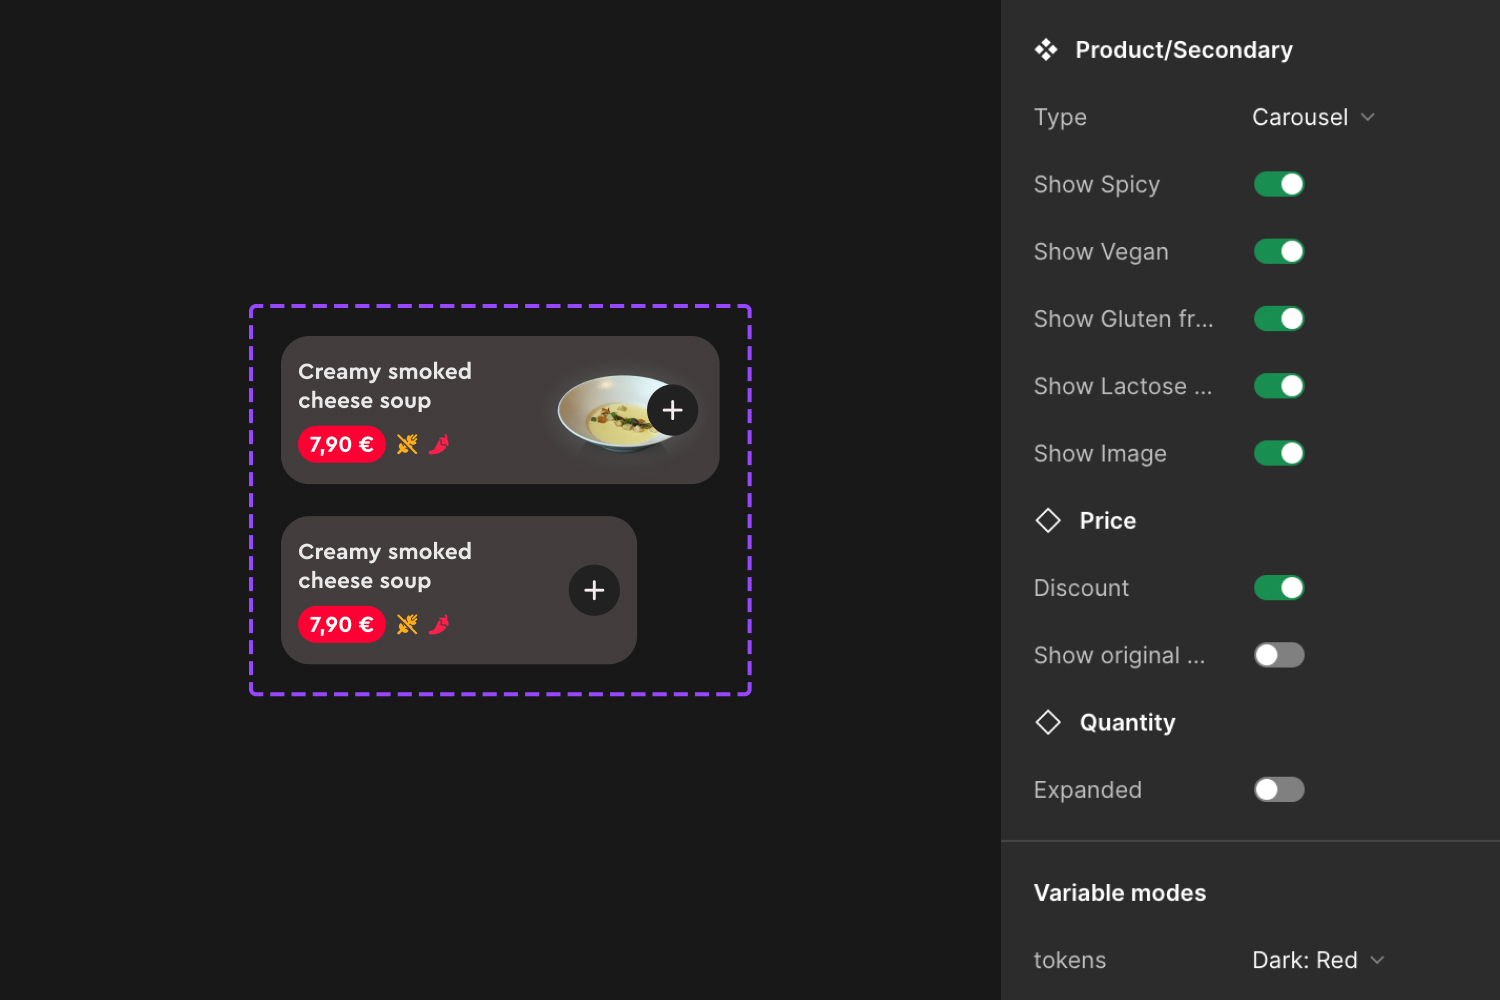 Creamy smoked
cheese soup
7,90 €
Creamy smoked
cheese soup
7,90 €
Product/Secondary
Type Carousel
Show Spicy
Show Vegan
Show Gluten fr...
Show Lactose ...
Show Image
Price
Discount
Show original ...
Quantity
Expanded
Variable modes
tokens Dark: Red